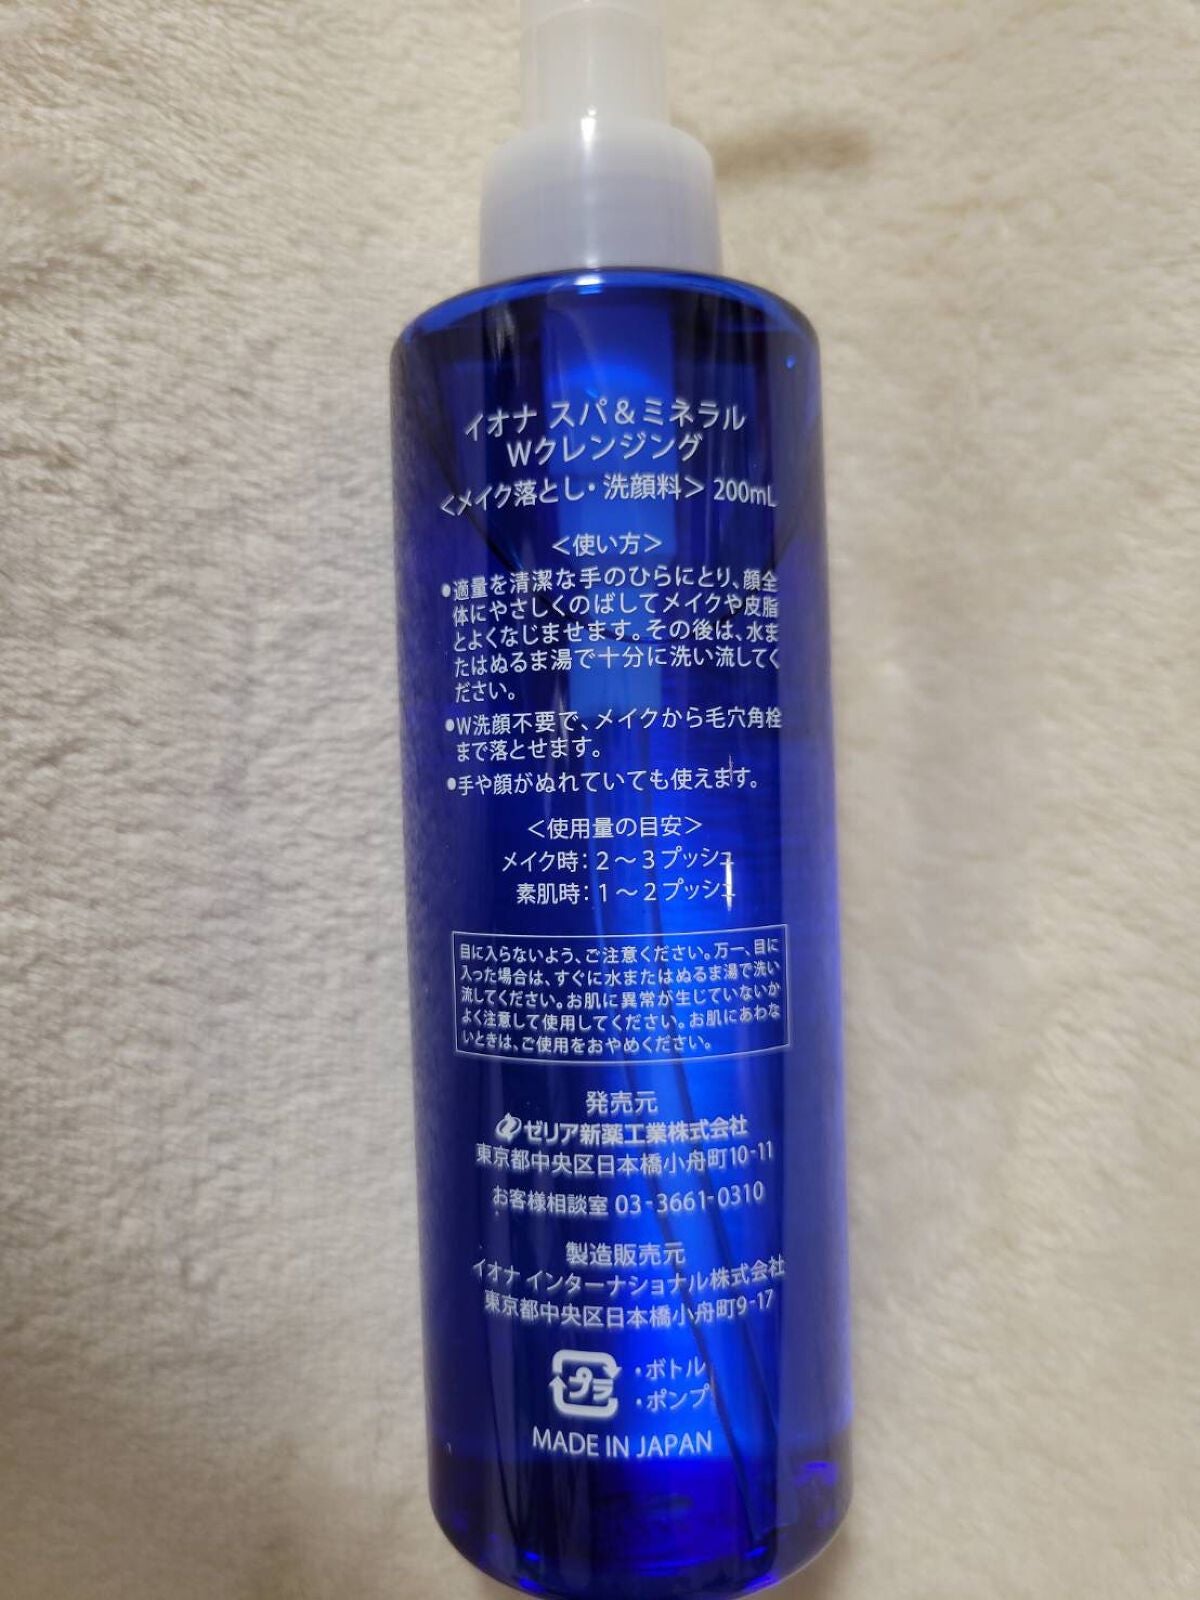 イオナ スパ＆ミネラル
Wクレンジング
＜メイク落とし・洗顔料＞ 200mL
＜使い方＞
●適量を清潔な手のひらにとり、顔全
体にやさしくのばしてメイクや皮脂
とよくなじませます。その後は、水ま
たはぬるま湯で十分に洗い流してく
ださい。
●W洗顔不要で、メイクから毛穴角栓
まで落とせます。
●手や顔がぬれていても使えます。
＜使用量の目安＞
メイク時：2～3プッシュ
素肌時：1～2プッシュ
目に入らないよう、ご注意ください。万一、目に
入った場合は、すぐに水またはぬるま湯で洗い
流してください。お肌に異常が生じていないか
よく注意して使用してください。お肌にあわな
いときは、ご使用をおやめください。
発売元
ゼリア新薬工業株式会社
東京都中央区日本橋小舟町10-11
お客様相談室 03-3661-0310
製造販売元
イオナ インターナショナル株式会社
東京都中央区日本橋小舟町9-17
プラ ・ボトル
・ポンプ
MADE IN JAPAN